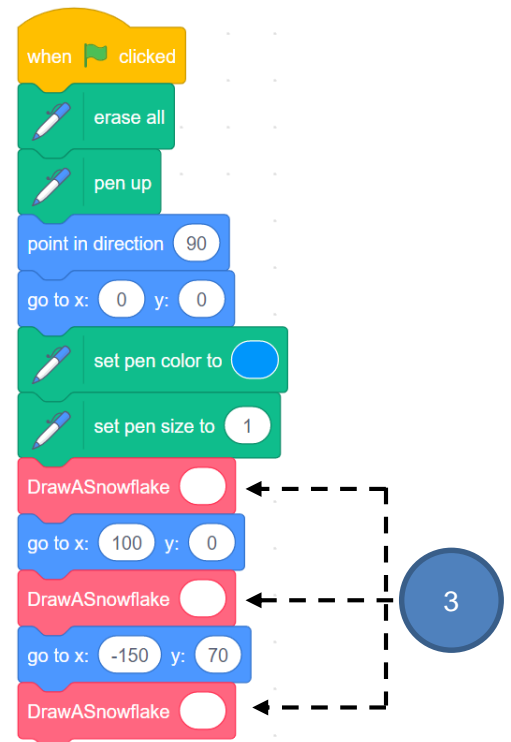 when clicked
erase all
pen up
point in direction 90
go to x: 0 y: 0
set pen color to
set pen size to 1
DrawASnowflake
go to x: 100 y: 0
DrawASnowflake
3
go to x: -150 y: 70
DrawASnowflake